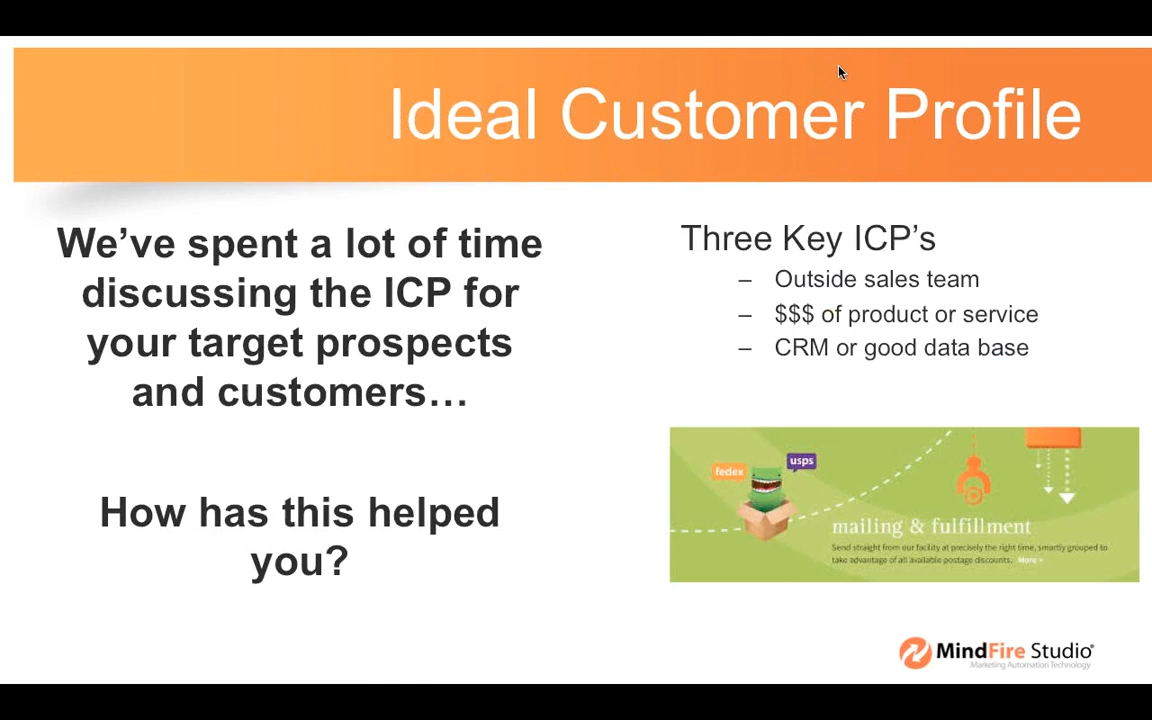 Ideal Customer Profile
We’ve spent a lot of time
discussing the ICP for
your target prospects
and customers…
How has this helped
you?
Three Key ICP’s
– Outside sales team
– $$$ of product or service
– CRM or good data base
fedex
usps
mailing & fulfillment
Send straight from our facility at precisely the right time, smartly grouped to
take advantage of all available postage discounts. More »
MindFire Studio®
Marketing Automation Technology